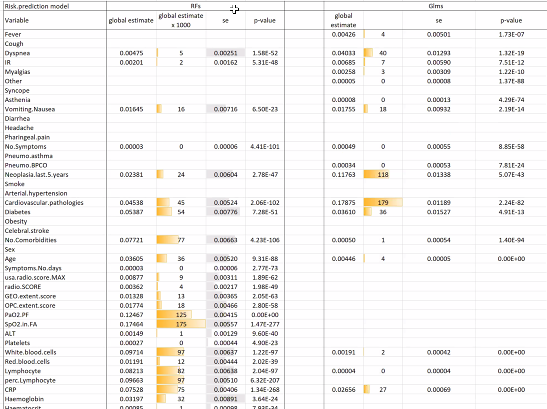 Risk.prediction model RFs Glms
Variable global estimate global estimate x 1000 se p-value global estimate se p-value
Fever 0.00426 4 0.00501 1.73E-07
Cough
Dyspnea 0.00475 5 0.00251 1.58E-52 0.04033 40 0.01293 1.32E-19
IR 0.00201 2 0.00162 5.31E-48 0.00685 7 0.00590 7.51E-12
Myalgias 0.00258 3 0.00309 1.10E-10
Other 0.00005 0 0.00008 1.37E-88
Syncope
Asthenia 0.00008 0 0.00013 4.29E-74
Vomiting.Nausea 0.01645 16 0.00716 6.50E-23 0.01755 18 0.00932 2.19E-14
Diarrhea
Headache
Pharingeal.pain
No.Symptoms 0.00003 0 0.00006 4.41E-101 0.00049 0 0.00055 8.85E-58
Pneumo.asthma
Pneumo.BPCO 0.00034 0 0.00053 7.81E-24
Neoplasia.last.5.years 0.02381 24 0.00604 2.78E-47 0.11763 118 0.01338 5.07E-43
Smoke
Arterial.hypertension
Cardiovascular.pathologies 0.04538 45 0.00524 2.06E-102 0.17875 179 0.01189 2.24E-82
Diabetes 0.05387 54 0.00776 7.28E-51 0.03610 36 0.01527 4.91E-13
Obesity
Celebral.stroke
No.Comorbidities 0.07721 77 0.00663 4.23E-106 0.00050 1 0.00054 1.40E-94
Sex
Age 0.03605 36 0.00520 9.31E-88 0.00446 4 0.00005 0.00E+00
Symptoms.No.days 0.00003 0 0.00006 2.77E-73
usa.radio.score.MAX 0.00877 9 0.00311 1.89E-62
radio.SCORE 0.00362 4 0.00217 1.98E-49
GEO.extent.score 0.01328 13 0.00365 2.05E-63
OPC.extent.score 0.01774 18 0.00466 2.80E-58
PaO2.PF 0.12467 125 0.00415 0.00E+00
SpO2.in.FA 0.17464 175 0.00557 1.47E-277
ALT 0.00149 1 0.00129 9.60E-40
Platelets 0.00027 0 0.00044 4.90E-23
White.blood.cells 0.09714 97 0.00637 1.22E-97 0.00191 2 0.00042 0.00E+00
Red.blood.cells 0.01191 12 0.00444 2.02E-39
Lymphocyte 0.08213 82 0.00638 2.04E-97 0.00004 0 0.00004 0.00E+00
perc.Lymphocyte 0.09663 97 0.00510 6.32E-207
CRP 0.07528 75 0.00406 1.34E-268 0.02656 27 0.00069 0.00E+00
Haemoglobin 0.03197 32 0.00891 3.64E-24